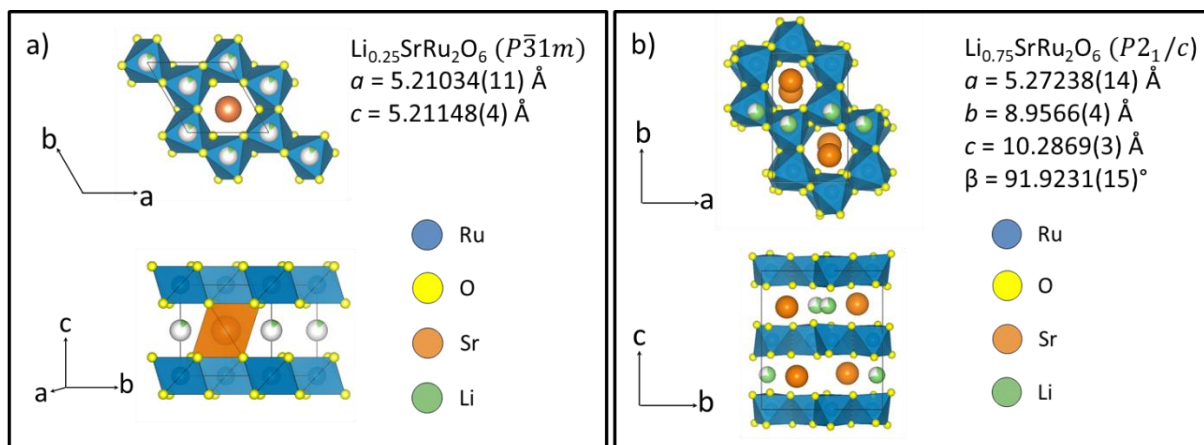 a)
Li₀.₂₅SrRu₂O₆ (P3̅1m)
a = 5.21034(11) Å
c = 5.21148(4) Å
b
a
Ru
O
Sr
Li
c
a
b
b)
Li₀.₇₅SrRu₂O₆ (P2₁/c)
a = 5.27238(14) Å
b = 8.9566(4) Å
c = 10.2869(3) Å
β = 91.9231(15)°
b
a
Ru
O
Sr
Li
c
b